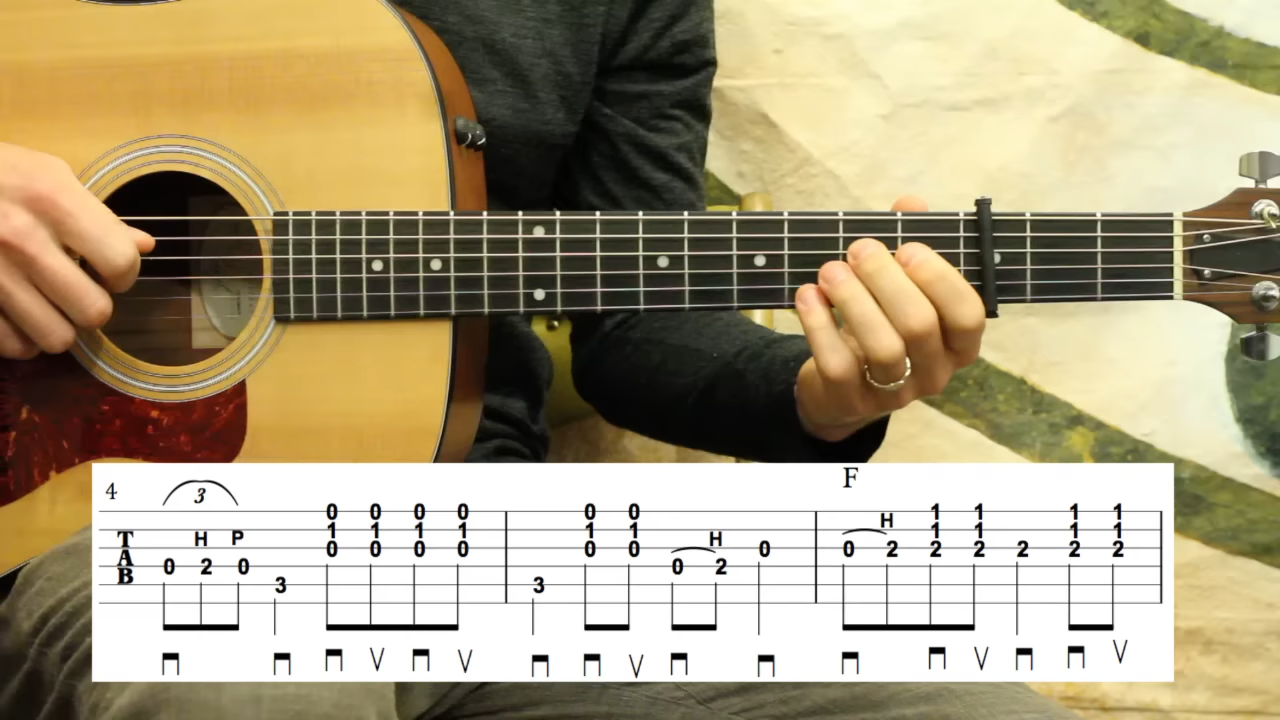 F
4
3
H
H P H
0 0 0 0 0 0 1 1 1 1
T 1 1 1 1 1 1 1 1 1 1
A 0 0 0 0 0 0 0 0 2 2 2 2 2 2
B 0 2 0 0 2
3 3